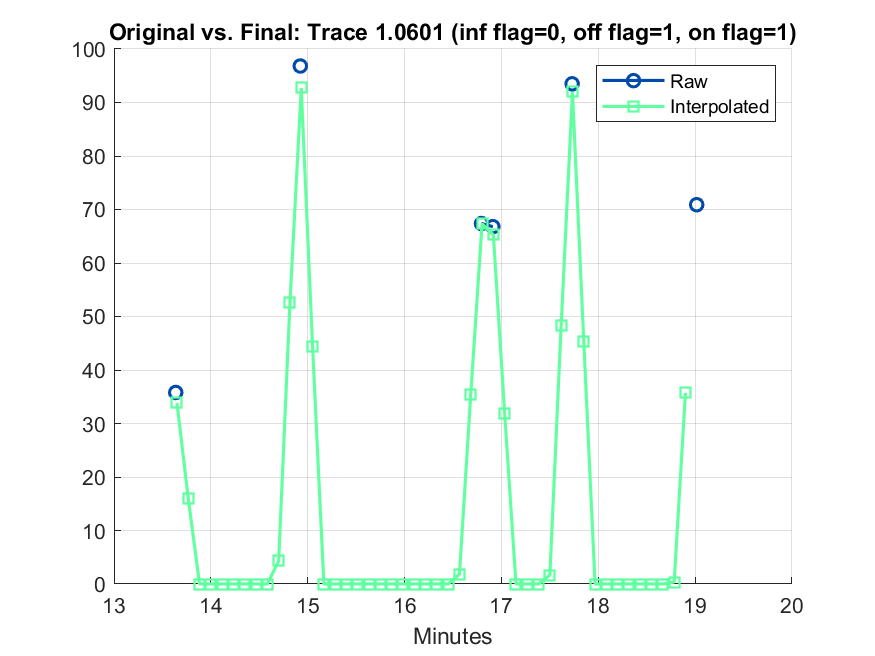 Original vs. Final: Trace 1.0601 (inf flag=0, off flag=1, on flag=1)
100
90
80
70
60
50
40
30
20
10
0
Raw
Interpolated
13 14 15 16 17 18 19 20
Minutes